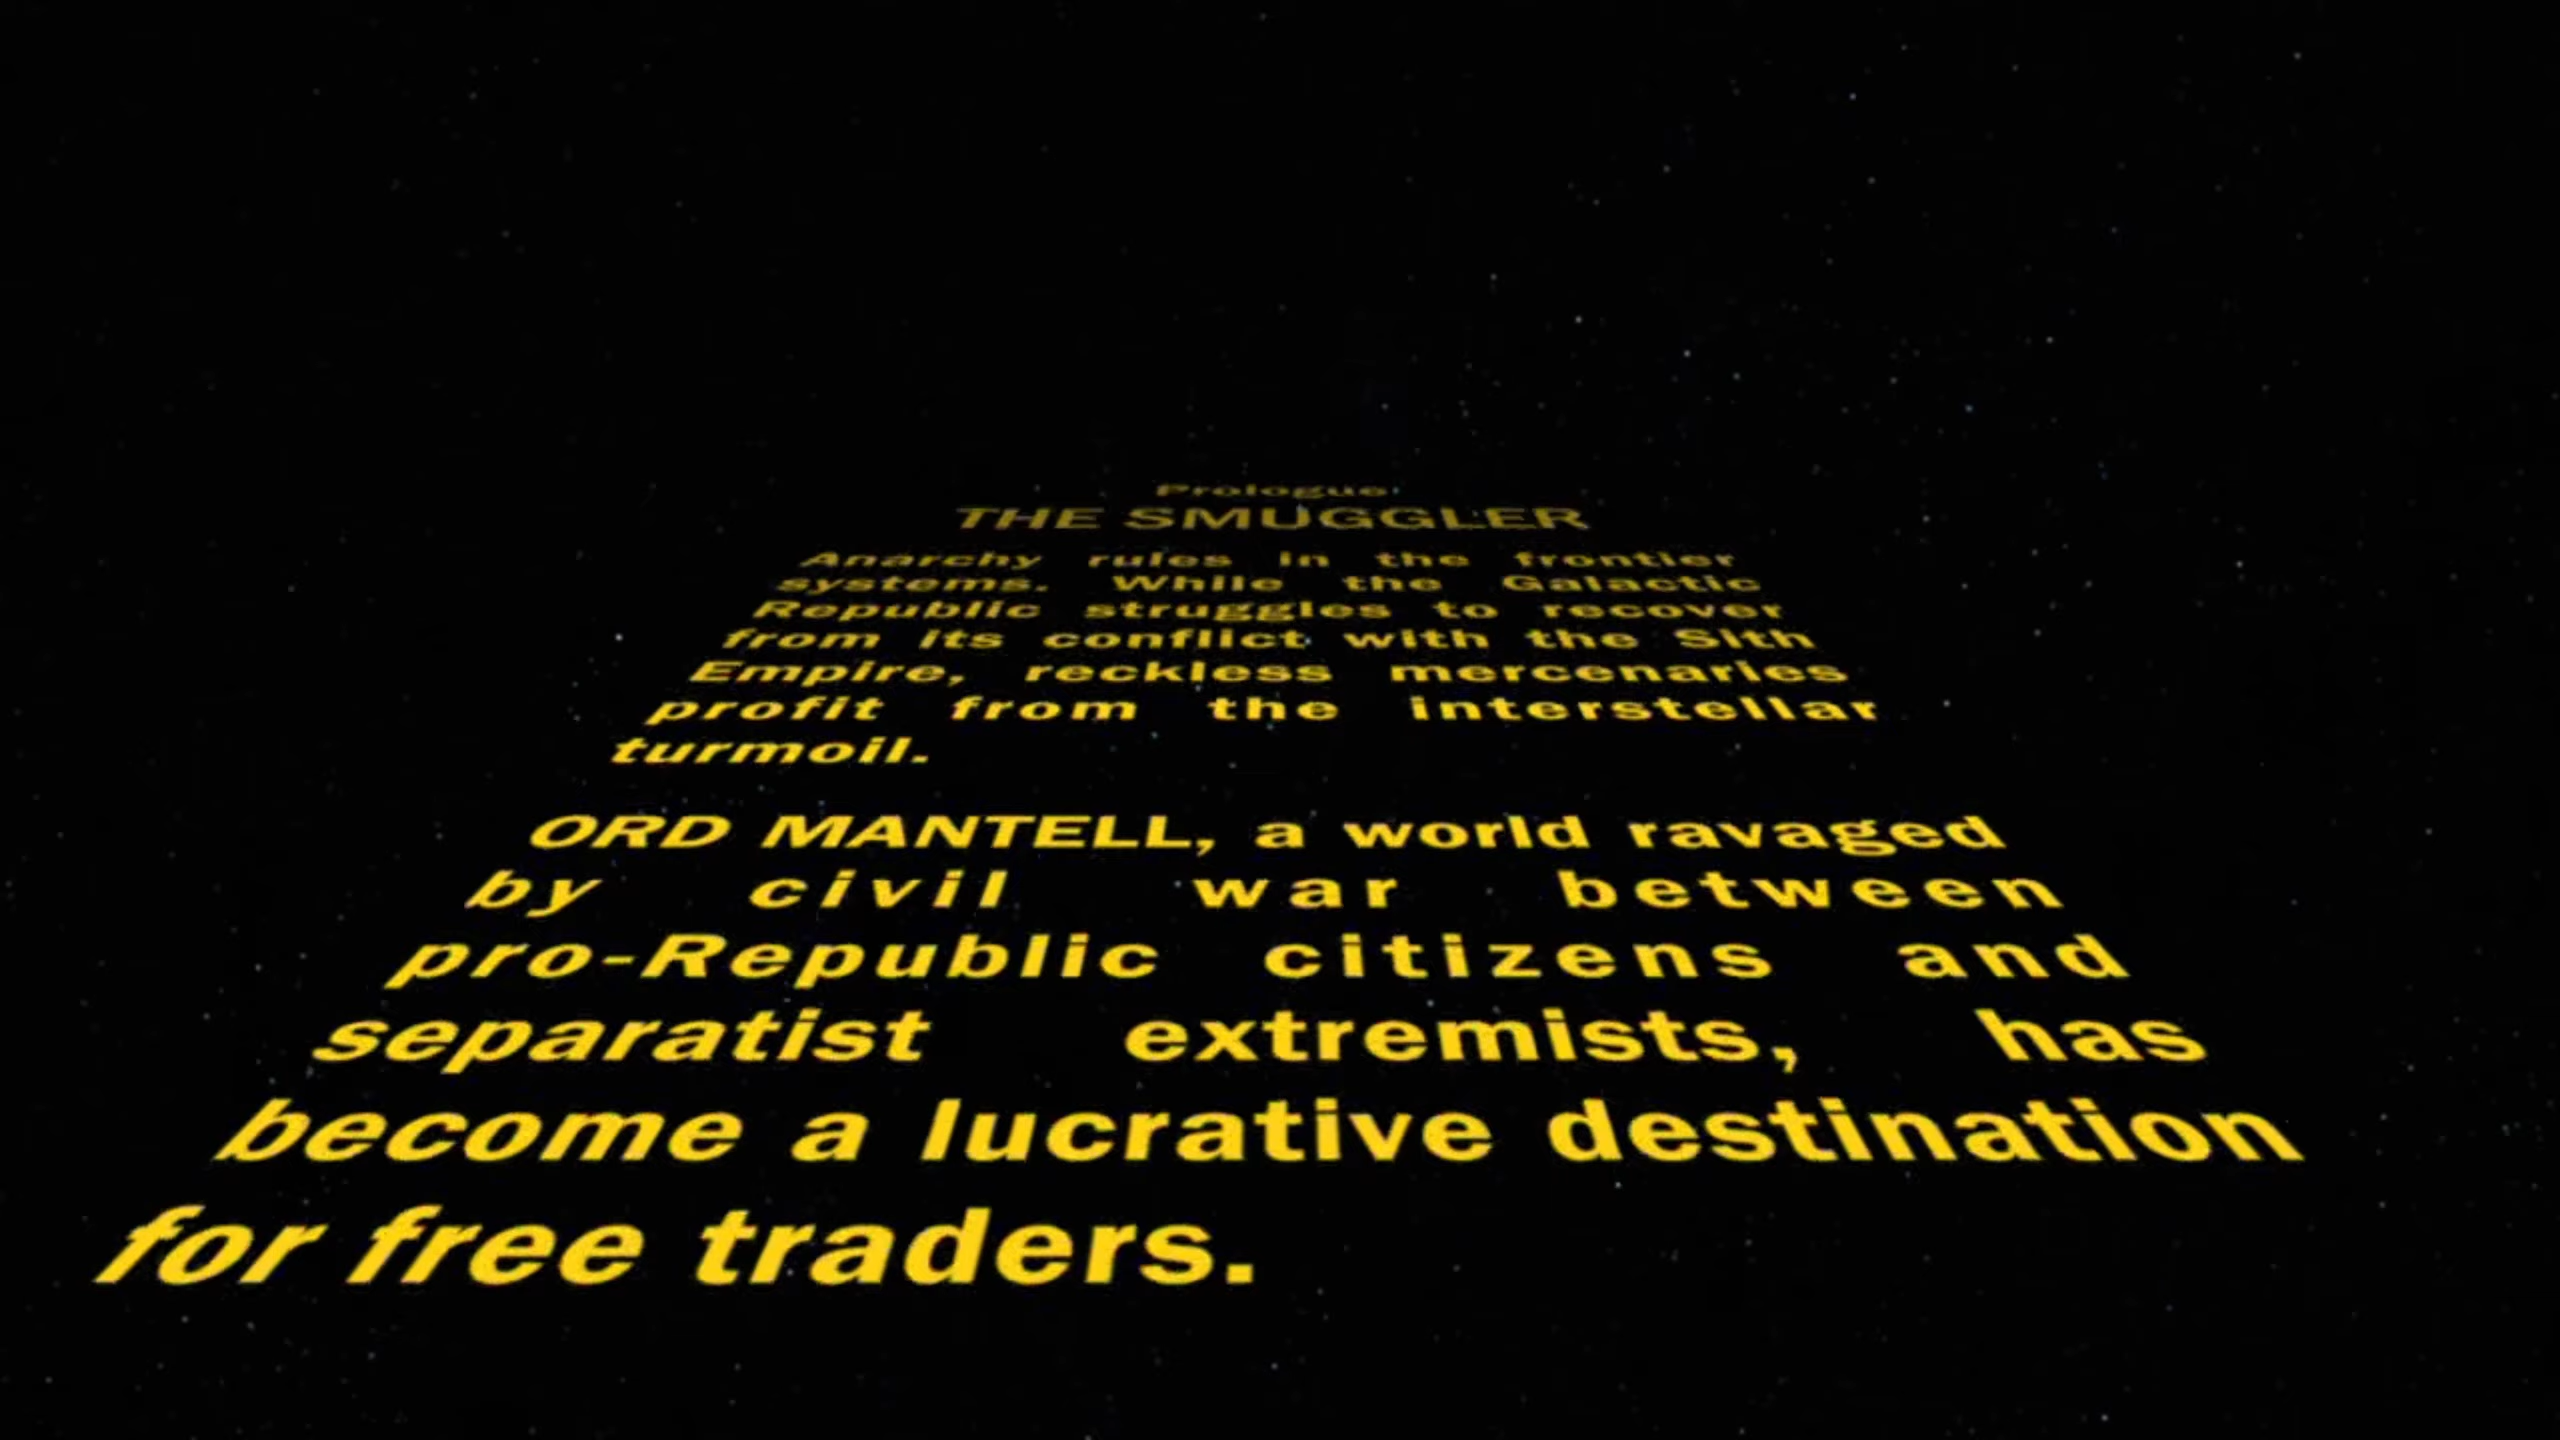 Prologue
THE SMUGGLER
Anarchy rules in the frontier
systems. While the Galactic
Republic struggles to recover
from its conflict with the Sith
Empire, reckless mercenaries
profit from the interstellar
turmoil.
ORD MANTELL, a world ravaged
by civil war between
pro-Republic citizens and
separatist extremists, has
become a lucrative destination
for free traders.